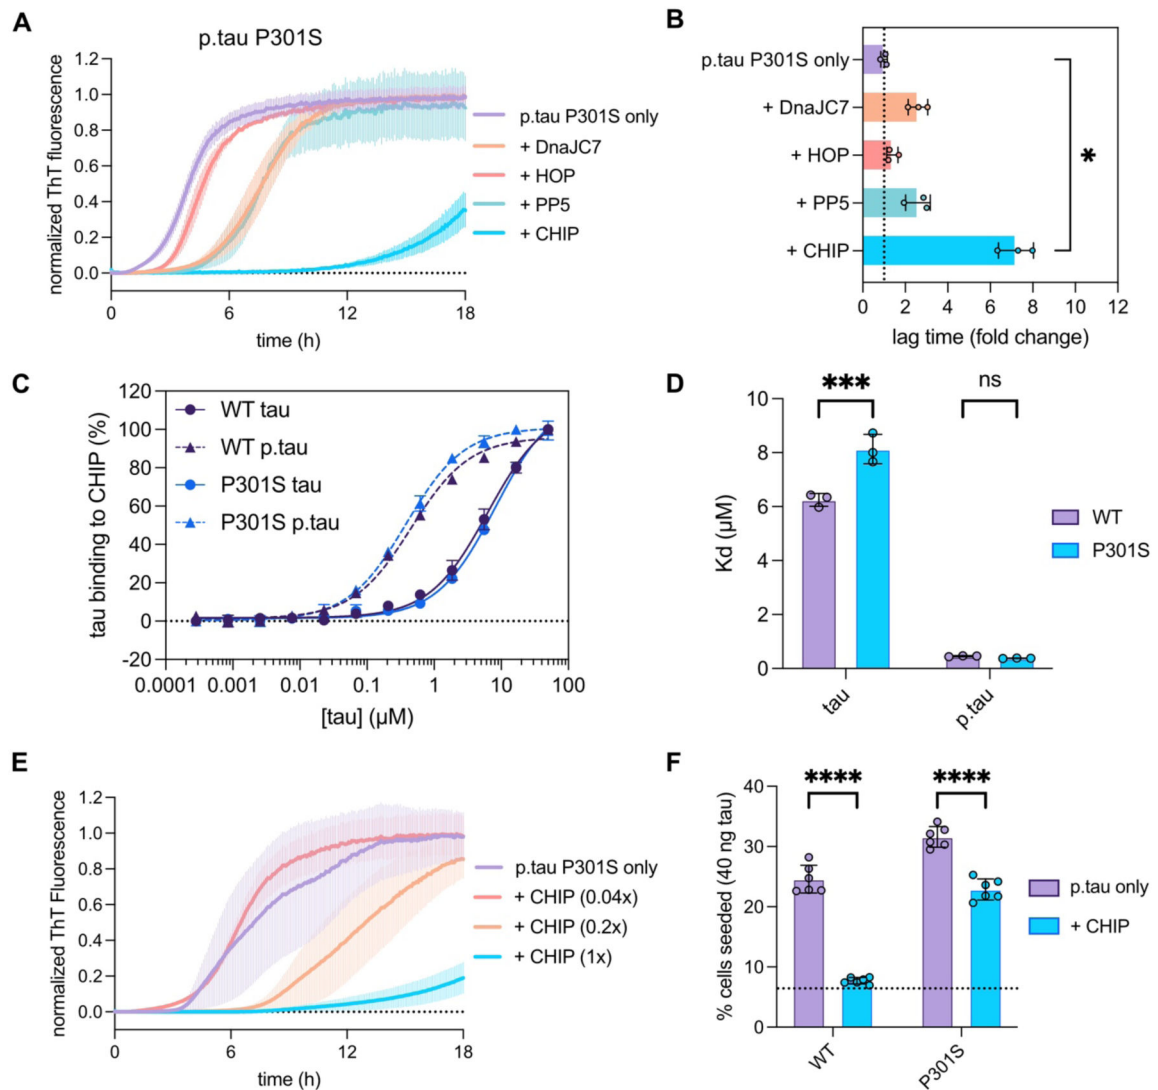 A
p.tau P301S
normalized ThT fluorescence
1.2
1.0
0.8
0.6
0.4
0.2
0.0
0
6
12
18
time (h)
p.tau P301S only
+ DnaJC7
+ HOP
+ PP5
+ CHIP
B
p.tau P301S only
+ DnaJC7
+ HOP
+ PP5
+ CHIP
*
0
2
4
6
8
10
12
lag time (fold change)
C
tau binding to CHIP (%)
120
100
80
60
40
20
0
-20
WT tau
WT p.tau
P301S tau
P301S p.tau
0.0001
0.001
0.01
0.1
1
10
100
[tau] (µM)
D
Kd (µM)
10
8
6
4
2
0
***
ns
tau
p.tau
WT
P301S
E
normalized ThT Fluorescence
1.2
1.0
0.8
0.6
0.4
0.2
0.0
0
6
12
18
time (h)
p.tau P301S only
+ CHIP (0.04x)
+ CHIP (0.2x)
+ CHIP (1x)
F
% cells seeded (40 ng tau)
40
30
20
10
0
****
****
WT
P301S
p.tau only
+ CHIP